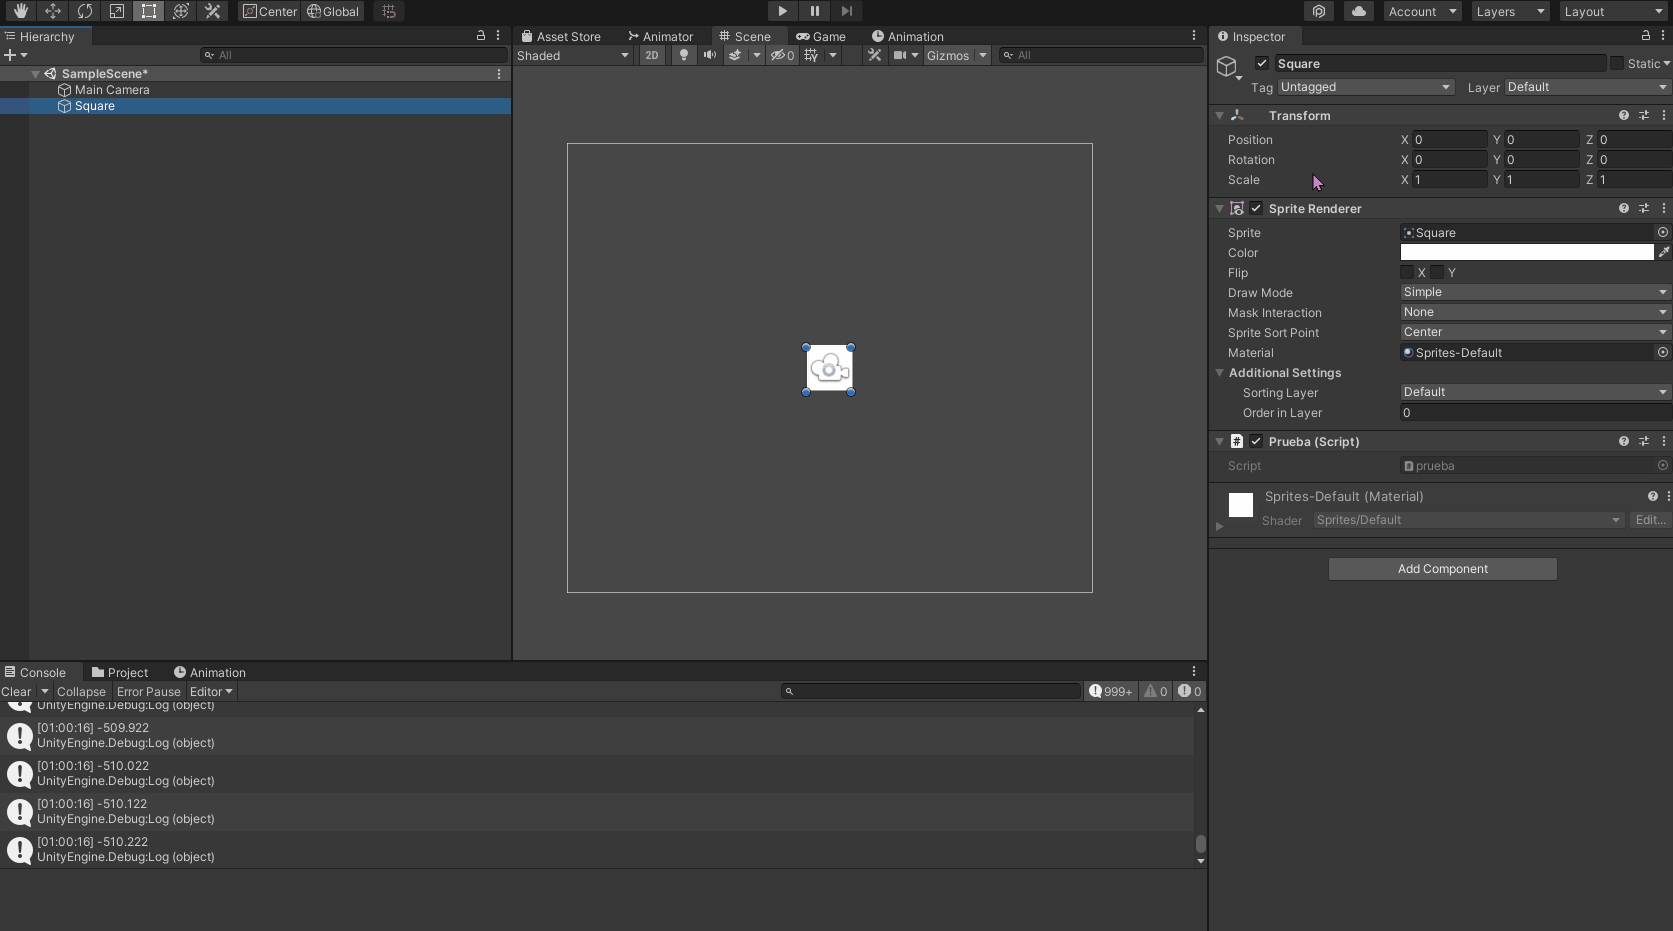 Center Global
Account Layers Layout
Hierarchy
All
SampleScene*
Main Camera
Square
Asset Store Animator Scene Game Animation
Shaded 2D 0 Gizmos All
Inspector
Square Static
Tag Untagged Layer Default
Transform
Position X 0 Y 0 Z 0
Rotation X 0 Y 0 Z 0
Scale X 1 Y 1 Z 1
Sprite Renderer
Sprite Square
Color
Flip X Y
Draw Mode Simple
Mask Interaction None
Sprite Sort Point Center
Material Sprites-Default
Additional Settings
Sorting Layer Default
Order in Layer 0
# Prueba (Script)
Script prueba
Sprites-Default (Material)
Shader Sprites/Default Edit...
Add Component
Console Project Animation
Clear Collapse Error Pause Editor 999+ 0 0
UnityEngine.Debug:Log (object)
[01:00:16] -509.922
UnityEngine.Debug:Log (object)
[01:00:16] -510.022
UnityEngine.Debug:Log (object)
[01:00:16] -510.122
UnityEngine.Debug:Log (object)
[01:00:16] -510.222
UnityEngine.Debug:Log (object)